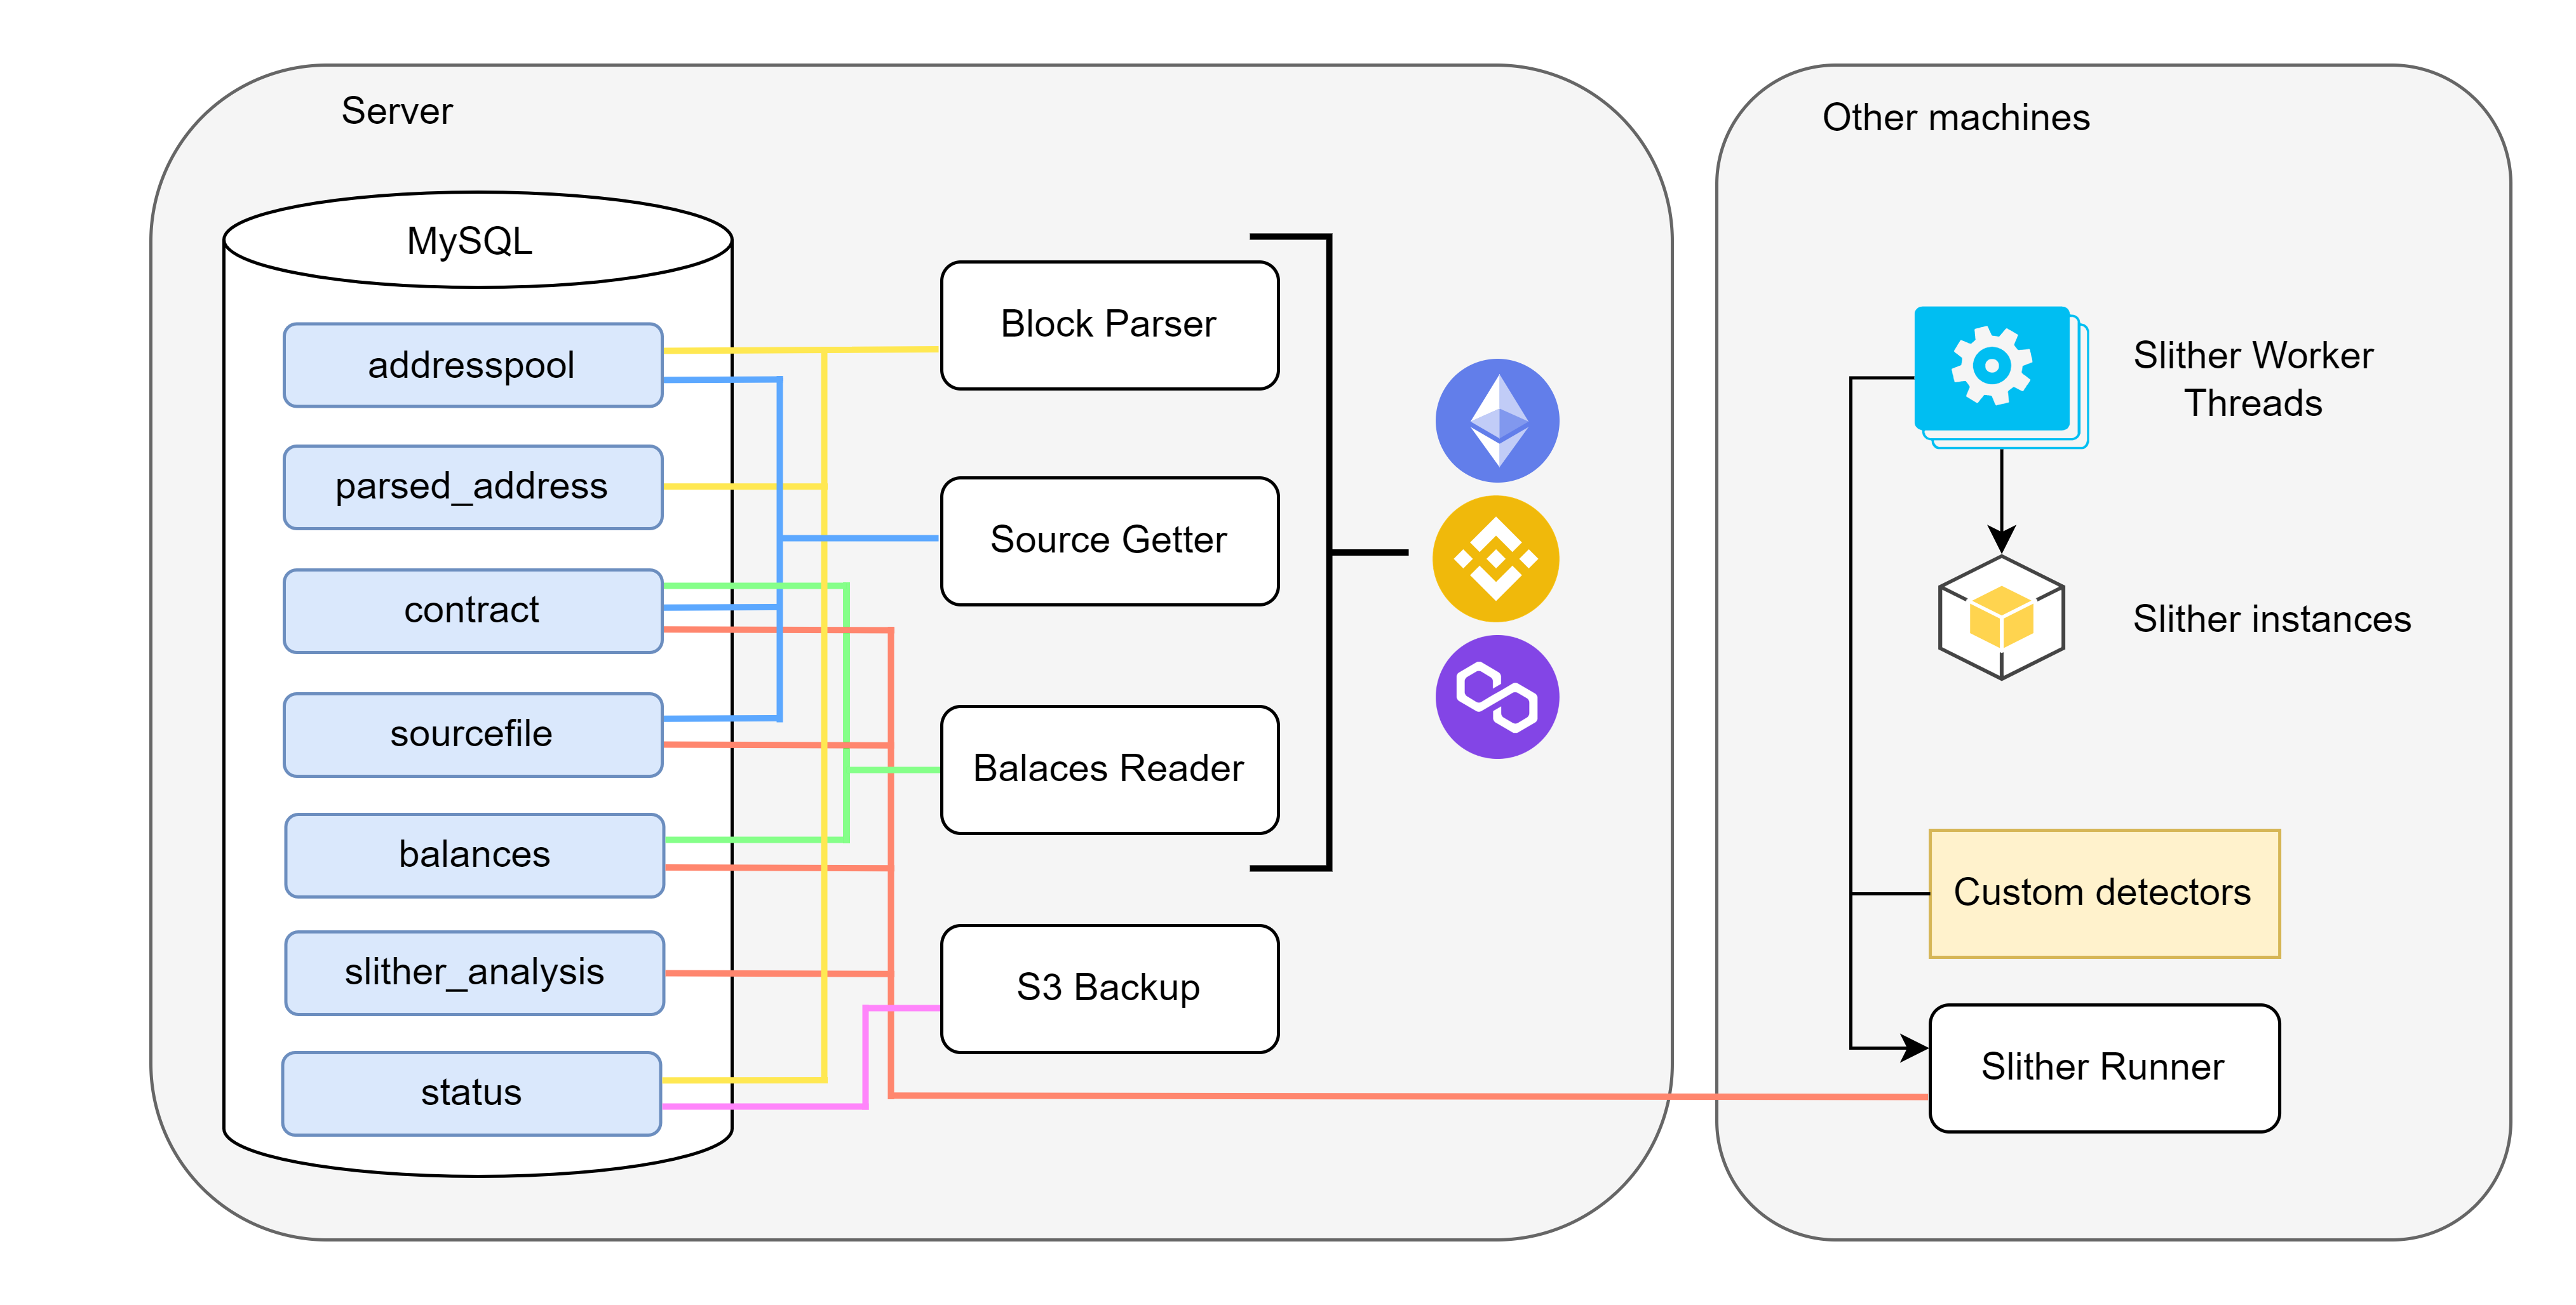 Server
MySQL
addresspool
parsed_address
contract
sourcefile
balances
slither_analysis
status
Block Parser
Source Getter
Balaces Reader
S3 Backup
Other machines
Slither Worker
Threads
Slither instances
Custom detectors
Slither Runner